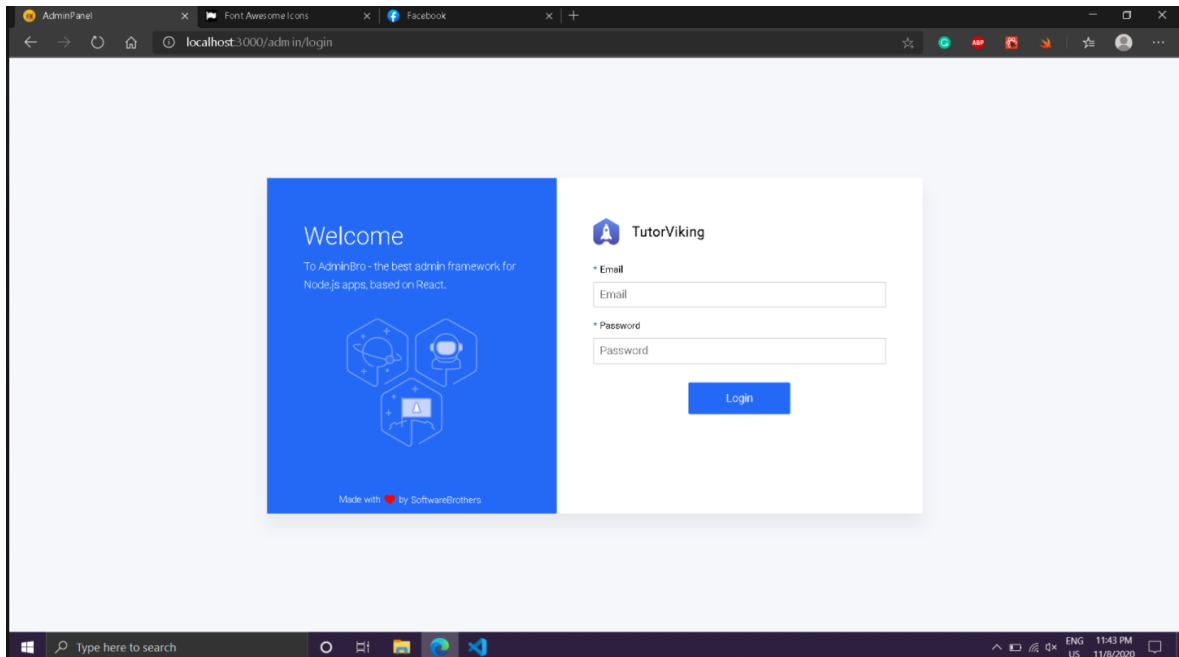 AdminPanel
Font Awesome Icons
Facebook
localhost:3000/admin/login
ABP
Welcome
To AdminBro - the best admin framework for
Node.js apps, based on React.
Made with ❤ by SoftwareBrothers
TutorViking
* Email
Email
* Password
Password
Login
Type here to search
ENG
US
11:43 PM
11/8/2020